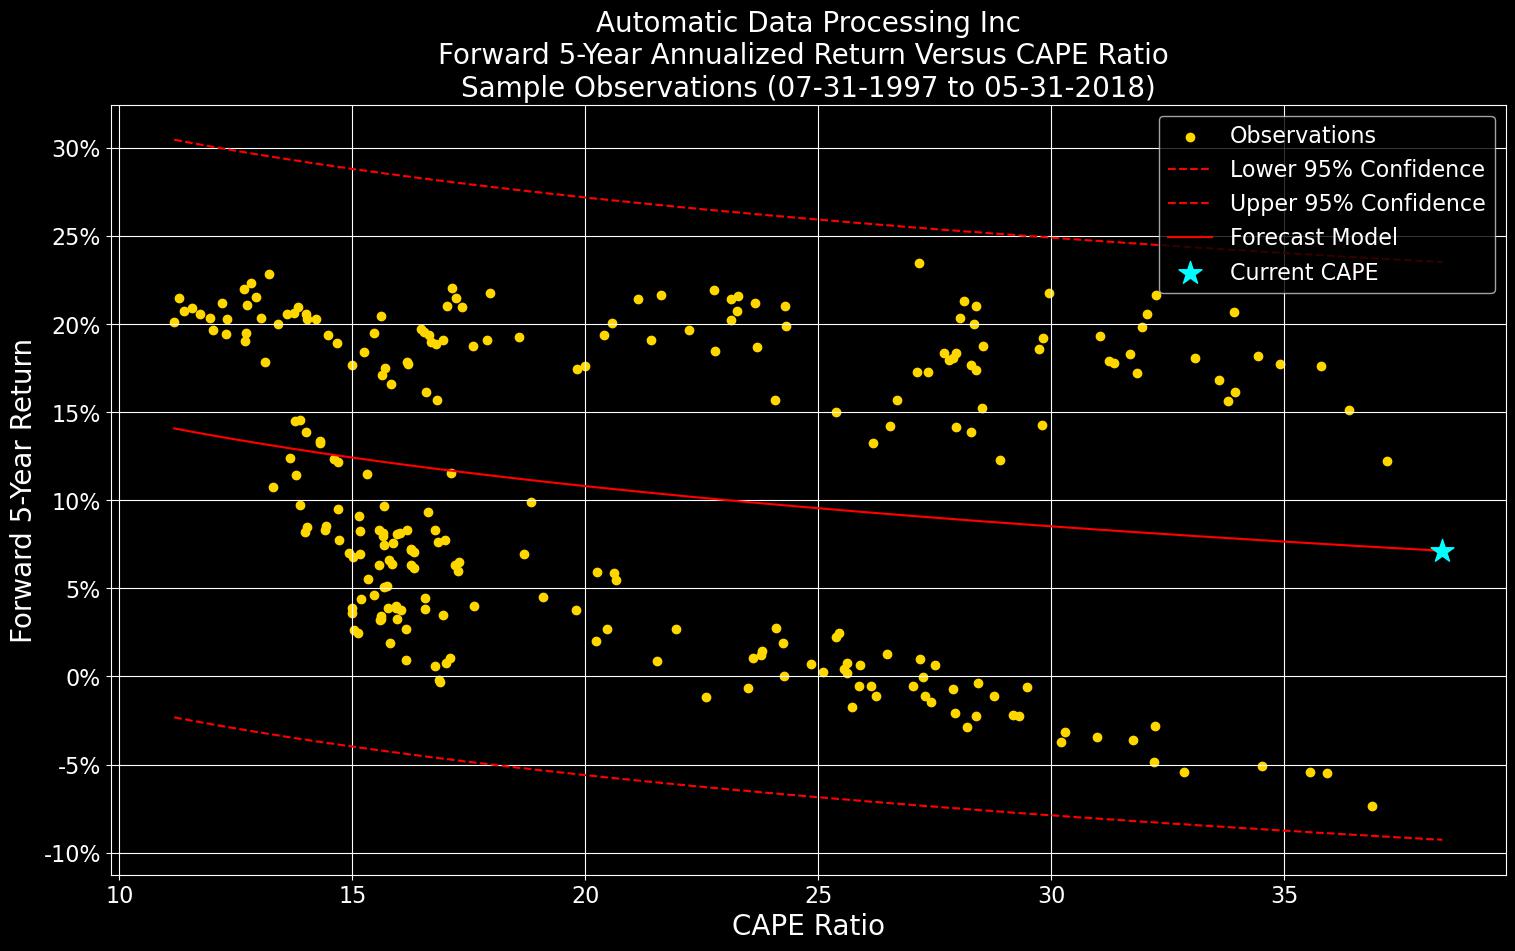 Automatic Data Processing Inc
Forward 5-Year Annualized Return Versus CAPE Ratio
Sample Observations (07-31-1997 to 05-31-2018)
Observations
Lower 95% Confidence
Upper 95% Confidence
Forecast Model
Current CAPE
Forward 5-Year Return
30%
25%
20%
15%
10%
5%
0%
-5%
-10%
10 15 20 25 30 35
CAPE Ratio